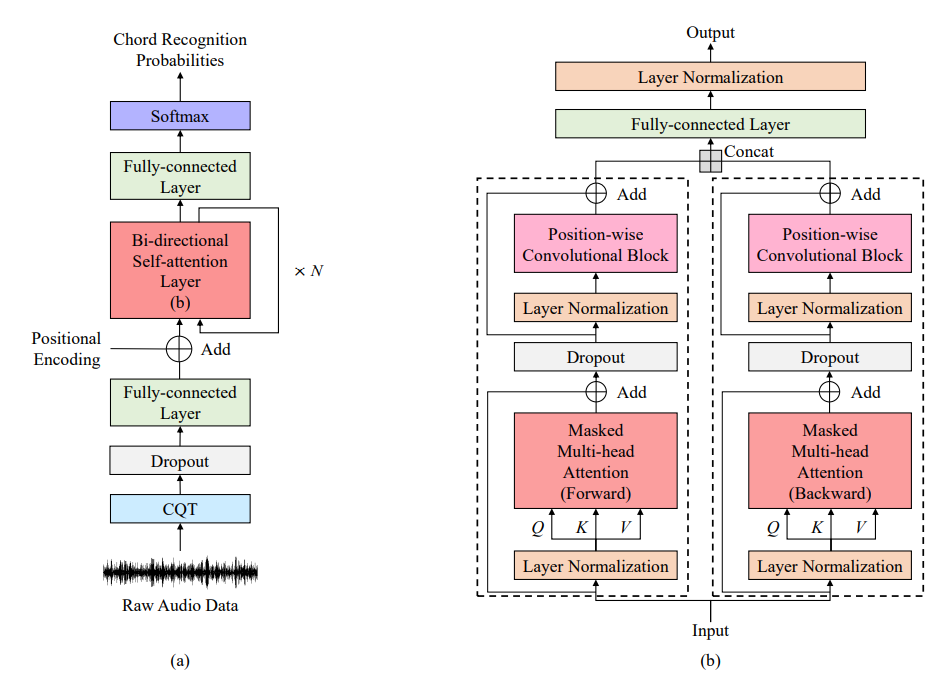 Chord Recognition
Probabilities
Softmax
Fully-connected
Layer
Bi-directional
Self-attention
Layer
(b)
× N
Positional
Encoding
Add
Fully-connected
Layer
Dropout
CQT
Raw Audio Data
(a)
Output
Layer Normalization
Fully-connected Layer
Concat
Add
Position-wise
Convolutional Block
Layer Normalization
Dropout
Add
Masked
Multi-head
Attention
(Forward)
Q K V
Layer Normalization
Add
Position-wise
Convolutional Block
Layer Normalization
Dropout
Add
Masked
Multi-head
Attention
(Backward)
Q K V
Layer Normalization
Input
(b)